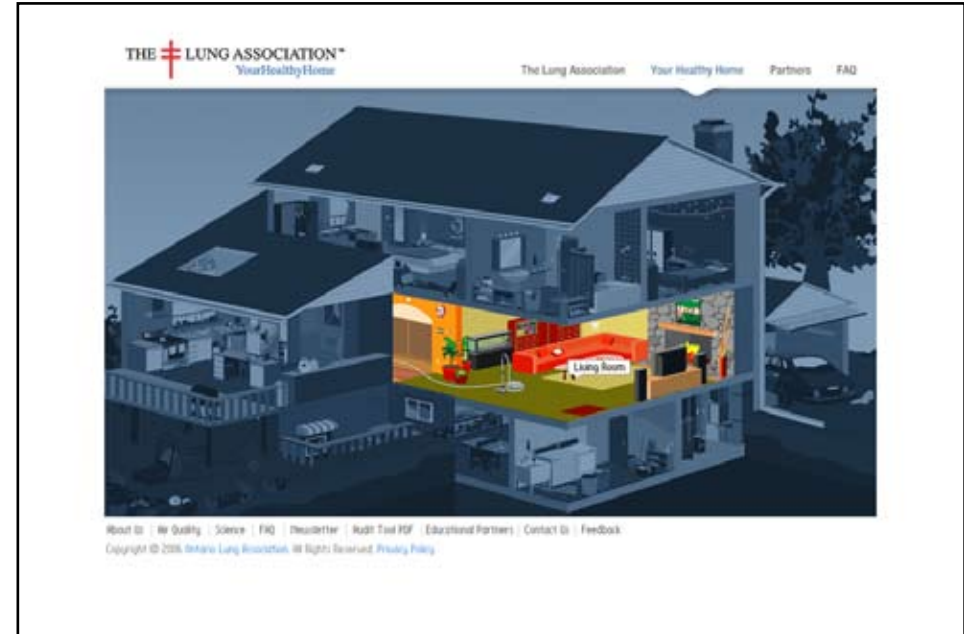 THE LUNG ASSOCIATION™
YourHealthyHome
The Lung Association Your Healthy Home Partners FAQ
Living Room
About Us | Air Quality | Science | FAQ | Newsletter | Audit Tool PDF | Educational Partners | Contact Us | Feedback
Copyright © 2006 Ontario Lung Association. All Rights Reserved. Privacy Policy.